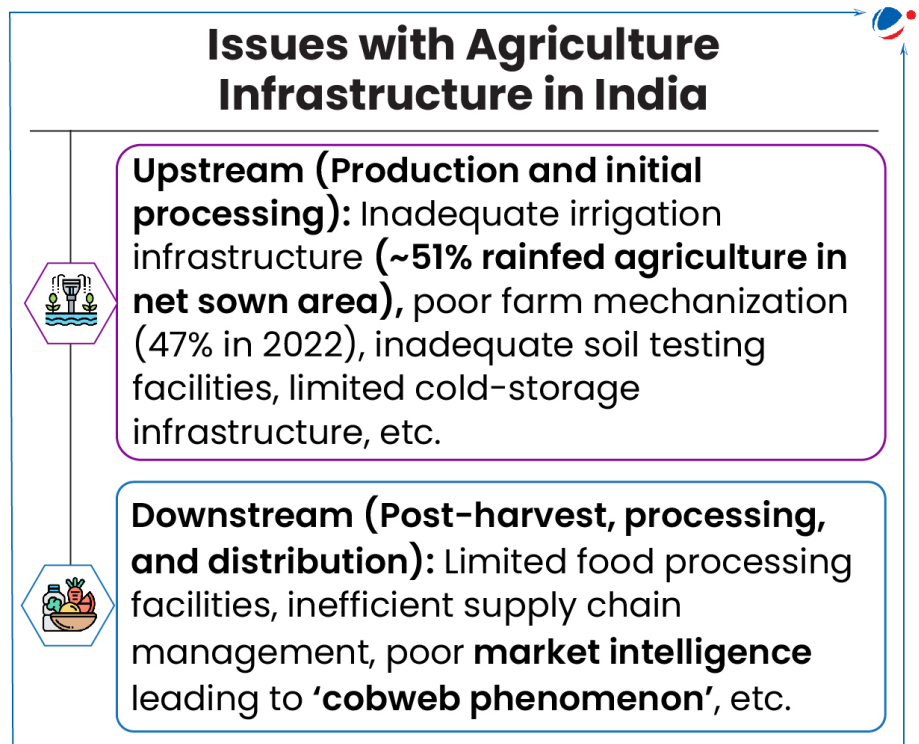 Issues with Agriculture
Infrastructure in India
Upstream (Production and initial
processing): Inadequate irrigation
infrastructure (~51% rainfed agriculture in
net sown area), poor farm mechanization
(47% in 2022), inadequate soil testing
facilities, limited cold-storage
infrastructure, etc.
Downstream (Post-harvest, processing,
and distribution): Limited food processing
facilities, inefficient supply chain
management, poor market intelligence
leading to ‘cobweb phenomenon’, etc.